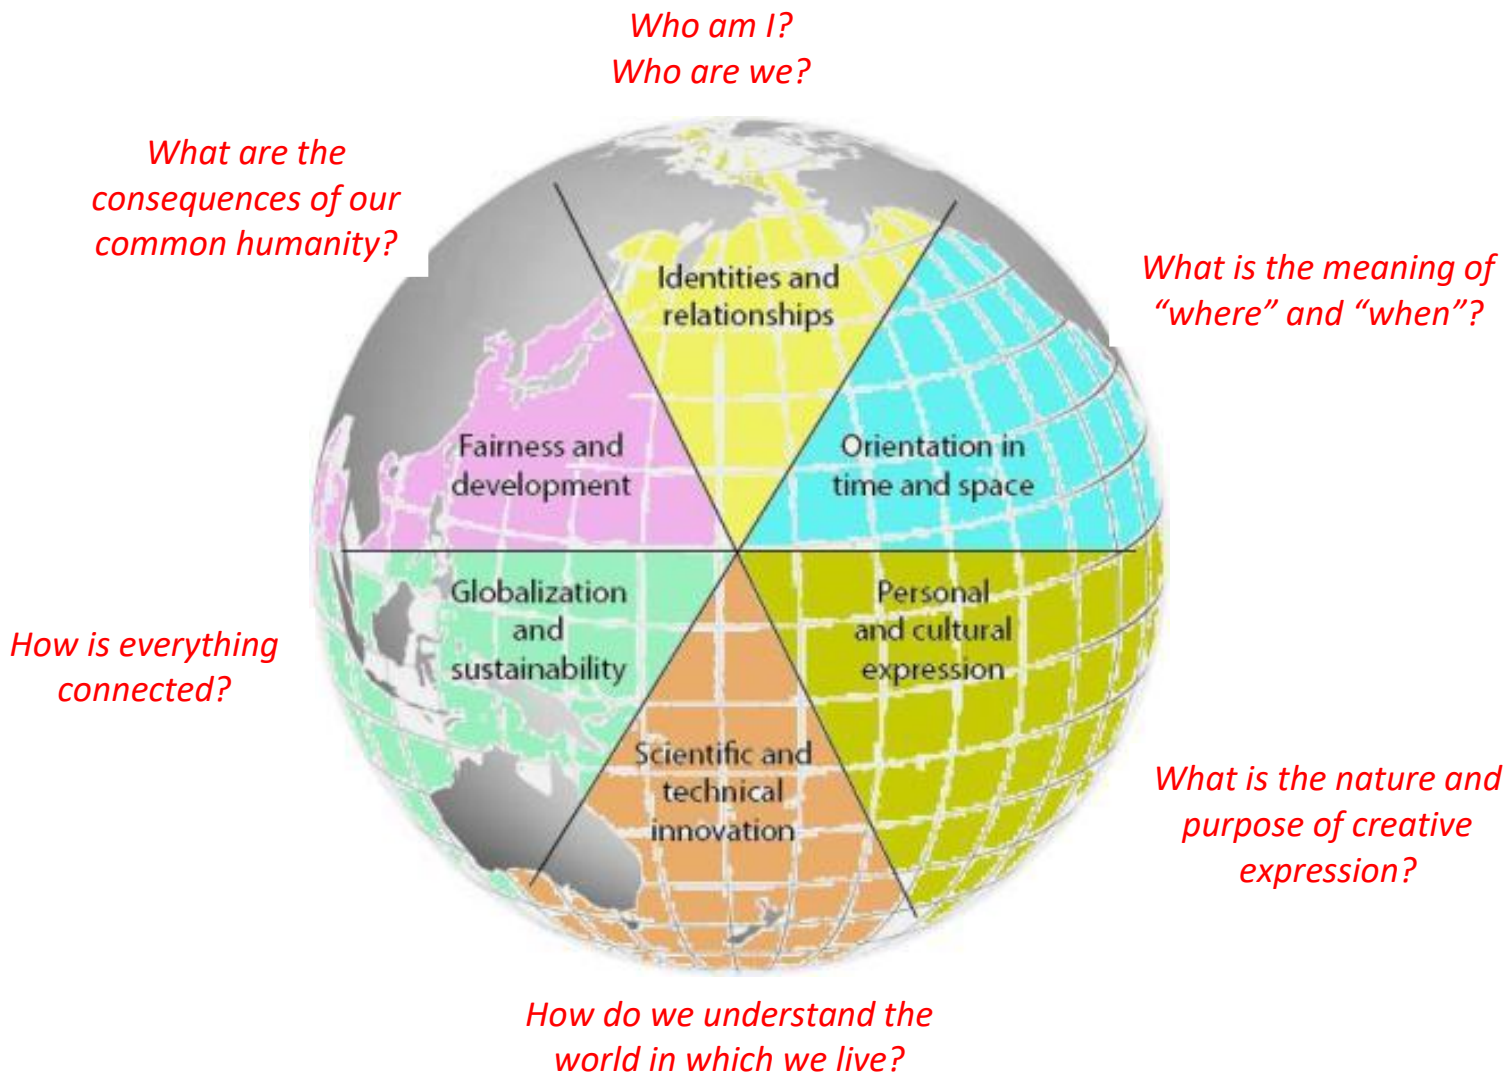 Who am I?
Who are we?
What are the
consequences of our
common humanity?
What is the meaning of
“where” and “when”?
Identities and
relationships
Fairness and
development
Orientation in
time and space
Globalization
and
sustainability
Personal
and cultural
expression
How is everything
connected?
Scientific and
technical
innovation
What is the nature and
purpose of creative
expression?
How do we understand the
world in which we live?